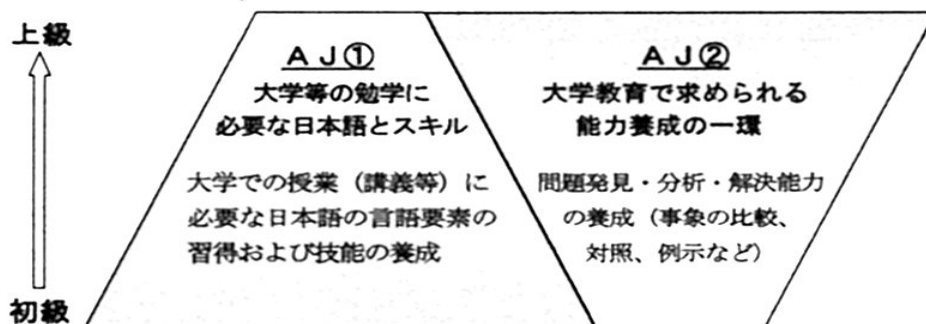 上級
初級
AJ①
大学等の勉学に
必要な日本語とスキル
大学での授業（講義等）に
必要な日本語の言語要素の
習得および技能の養成
AJ②
大学教育で求められる
能力養成の一環
問題発見・分析・解決能力
の養成（事象の比較、
対照、例示など）